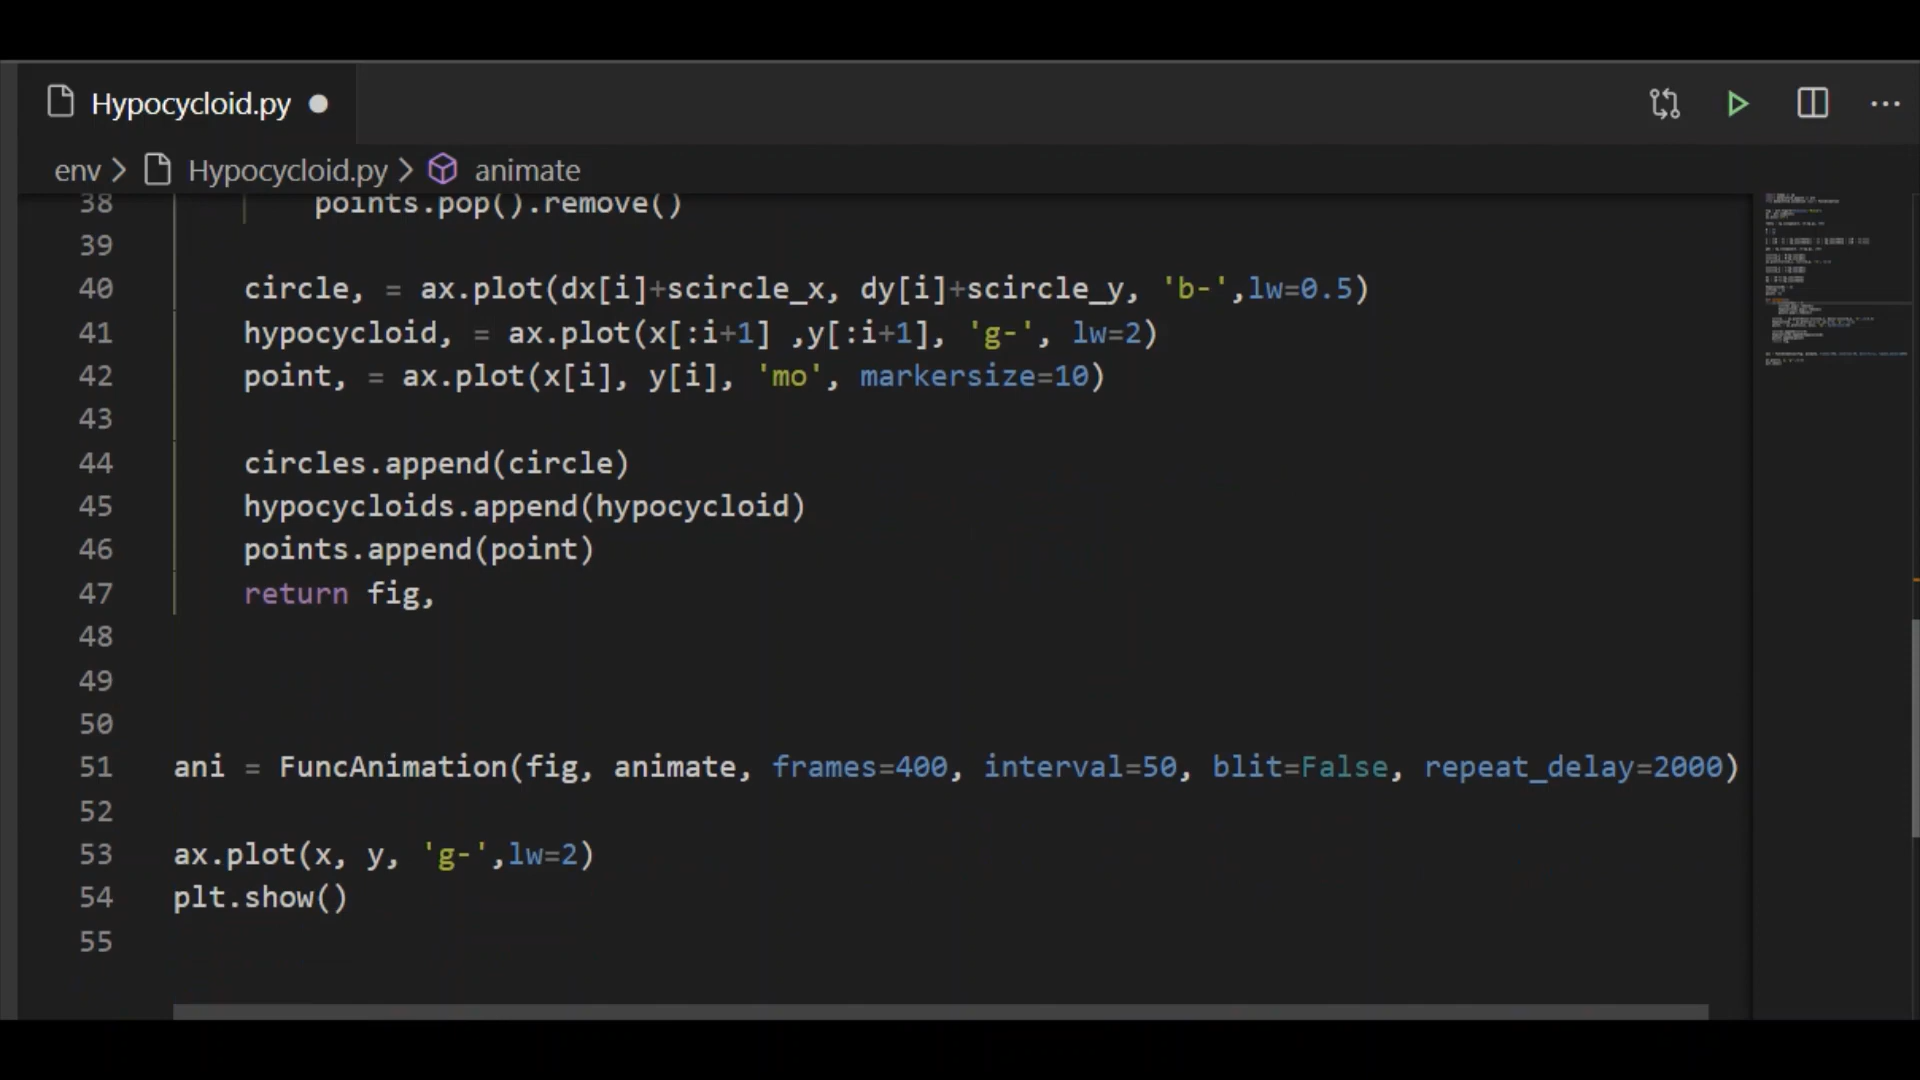 Hypocycloid.py
env > Hypocycloid.py > animate
38 points.pop().remove()
39
40 circle, = ax.plot(dx[i]+scircle_x, dy[i]+scircle_y, 'b-',lw=0.5)
41 hypocycloid, = ax.plot(x[:i+1] ,y[:i+1], 'g-', lw=2)
42 point, = ax.plot(x[i], y[i], 'mo', markersize=10)
43
44 circles.append(circle)
45 hypocycloids.append(hypocycloid)
46 points.append(point)
47 return fig,
48
49
50
51 ani = FuncAnimation(fig, animate, frames=400, interval=50, blit=False, repeat_delay=2000)
52
53 ax.plot(x, y, 'g-',lw=2)
54 plt.show()
55